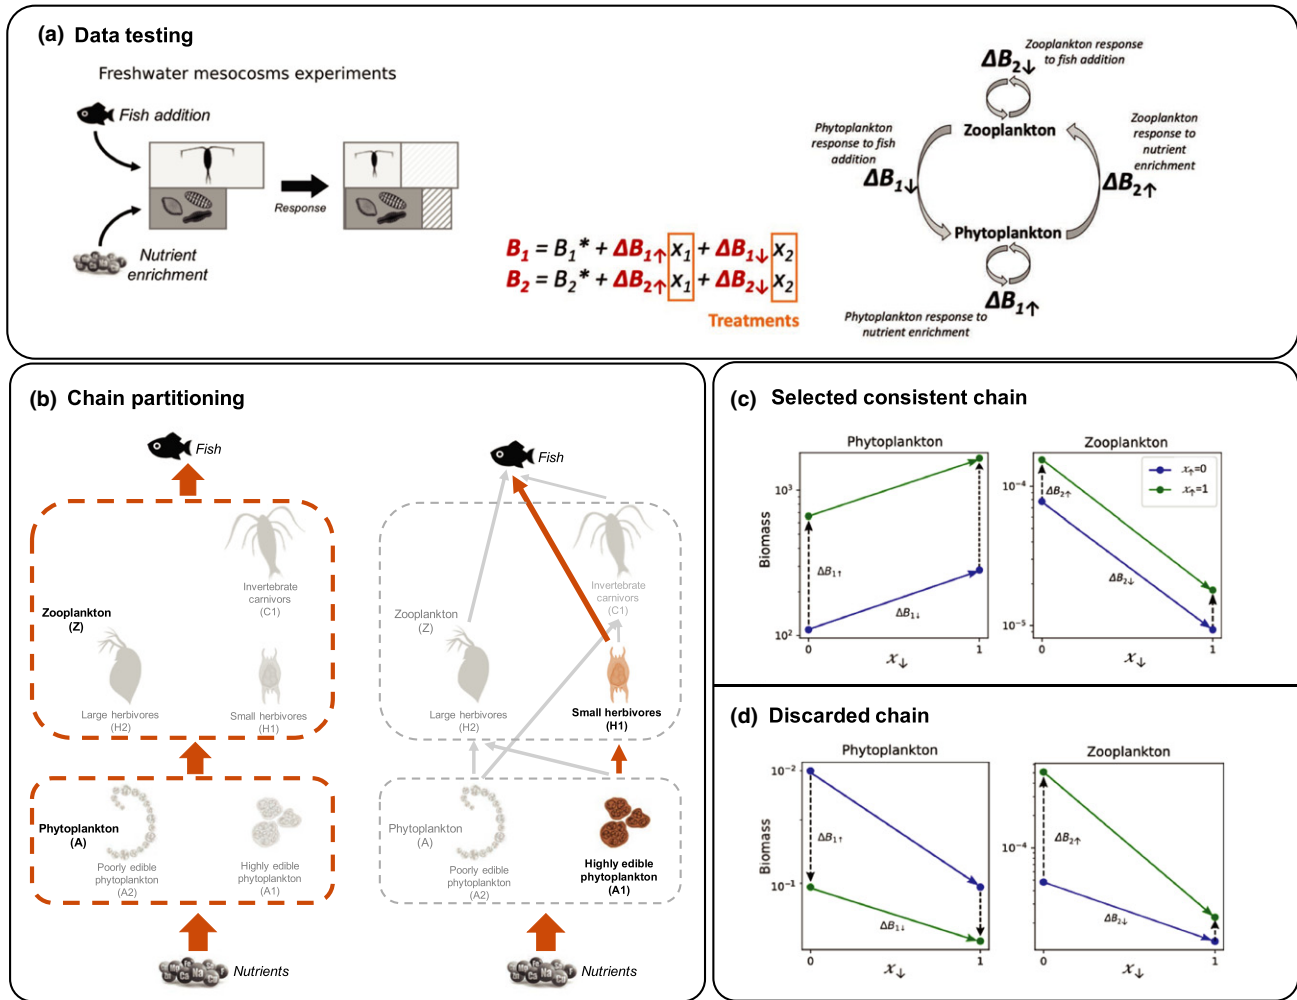 (a) Data testing
Freshwater mesocosms experiments
Fish addition
Response
Nutrient
enrichment
B1 = B1* + ΔB1↑ x1 + ΔB1↓ x2
B2 = B2* + ΔB2↑ x1 + ΔB2↓ x2
Treatments
ΔB2↓
Zooplankton response
to fish addition
Zooplankton
Phytoplankton
response to fish
addition
ΔB1↓
Zooplankton
response to
nutrient
enrichment
ΔB2↑
Phytoplankton
ΔB1↑
Phytoplankton response to
nutrient enrichment
(b) Chain partitioning
Fish
Invertebrate
carnivors
(C1)
Zooplankton
(Z)
Large herbivores
(H2)
Small herbivores
(H1)
Phytoplankton
(A)
Poorly edible
phytoplankton
(A2)
Highly edible
phytoplankton
(A1)
Nutrients
Fish
Invertebrate
carnivors
(C1)
Zooplankton
(Z)
Large herbivores
(H2)
Small herbivores
(H1)
Phytoplankton
(A)
Poorly edible
phytoplankton
(A2)
Highly edible
phytoplankton
(A1)
Nutrients
(c) Selected consistent chain
Phytoplankton
Biomass
10³
10²
ΔB1↑
ΔB1↓
0 1
x↓
Zooplankton
x↑=0
x↑=1
10⁻⁴
10⁻⁵
ΔB2↑
ΔB2↓
0 1
x↓
(d) Discarded chain
Phytoplankton
Biomass
10⁻²
10⁻¹
ΔB1↑
ΔB1↓
0 1
x↓
Zooplankton
10⁻⁴
ΔB2↑
ΔB2↓
0 1
x↓